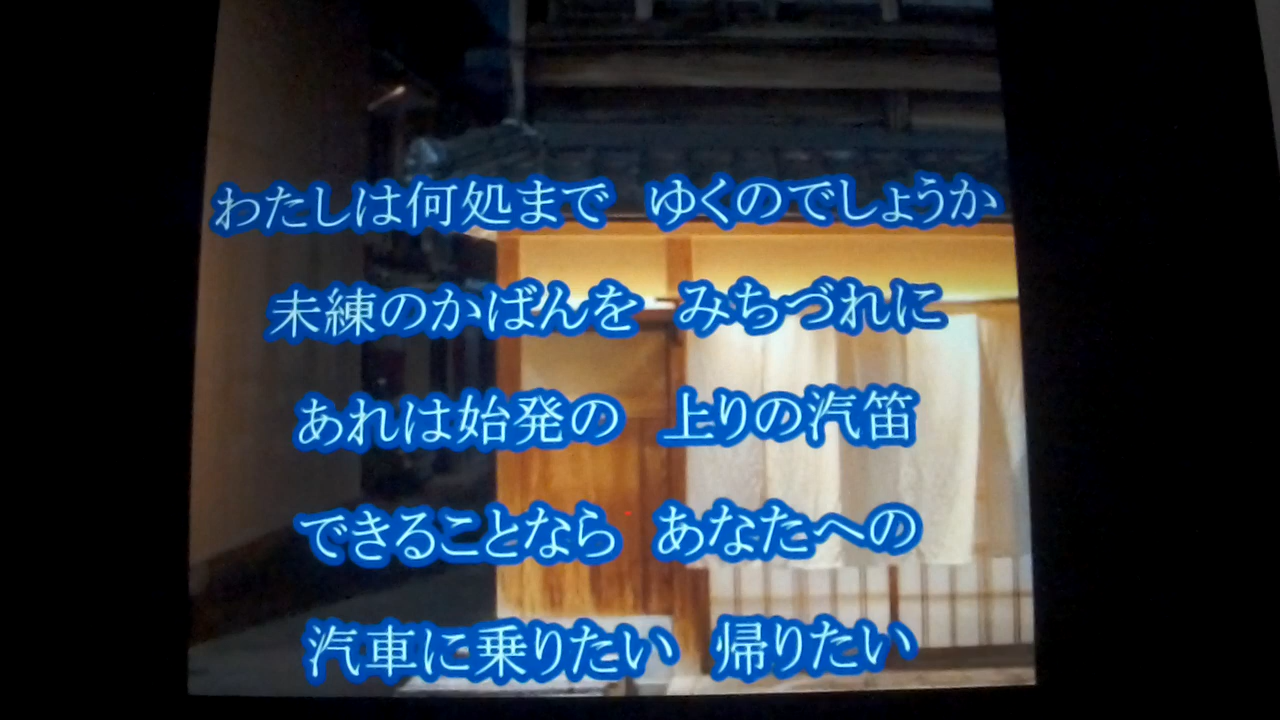 わたしは何処まで　ゆくのでしょうか
未練のかばんを　みちづれに
あれは始発の　上りの汽笛
できることなら　あなたへの
汽車に乗りたい　帰りたい